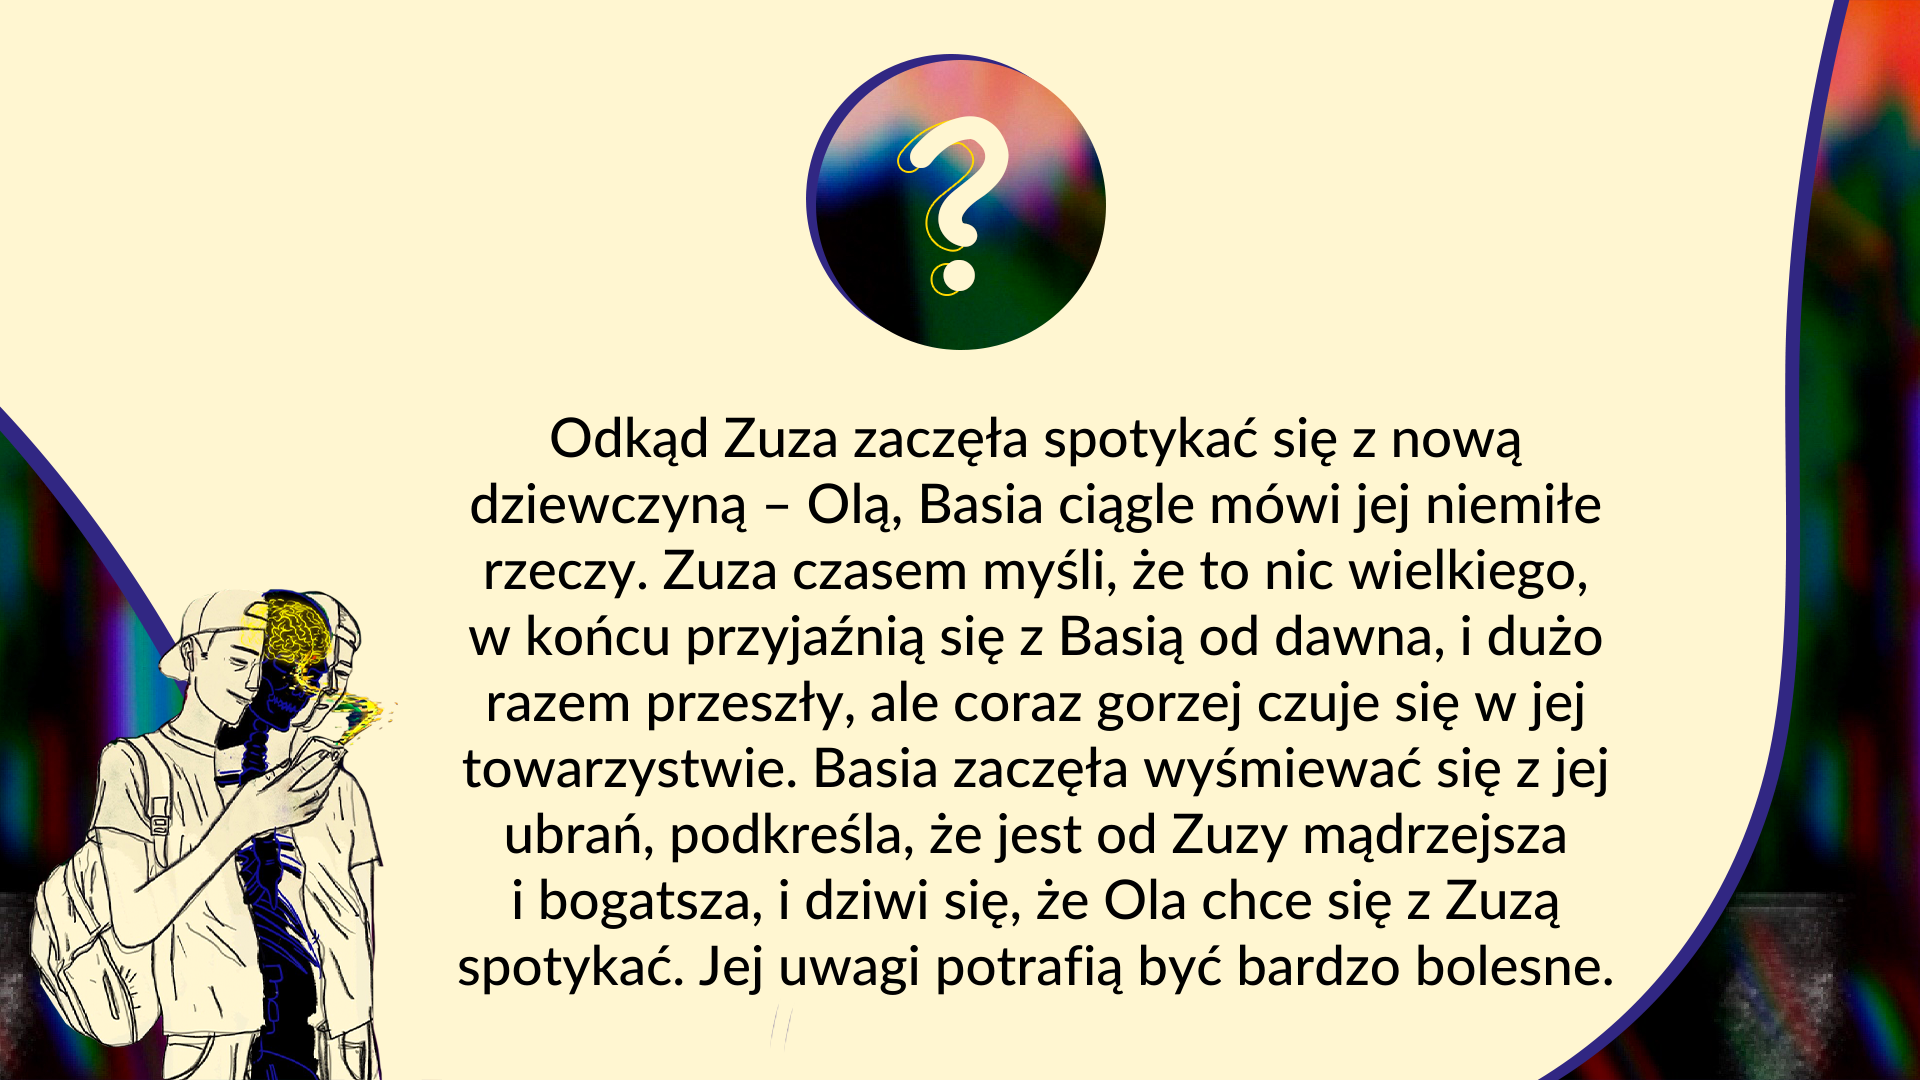 ?
Odkąd Zuza zaczęła spotykać się z nową
dziewczyną – Olą, Basia ciągle mówi jej niemiłe
rzeczy. Zuza czasem myśli, że to nic wielkiego,
w końcu przyjaźnią się z Basią od dawna, i dużo
razem przeszły, ale coraz gorzej czuje się w jej
towarzystwie. Basia zaczęła wyśmiewać się z jej
ubrań, podkreśla, że jest od Zuzy mądrzejsza
i bogatsza, i dziwi się, że Ola chce się z Zuzą
spotykać. Jej uwagi potrafią być bardzo bolesne.